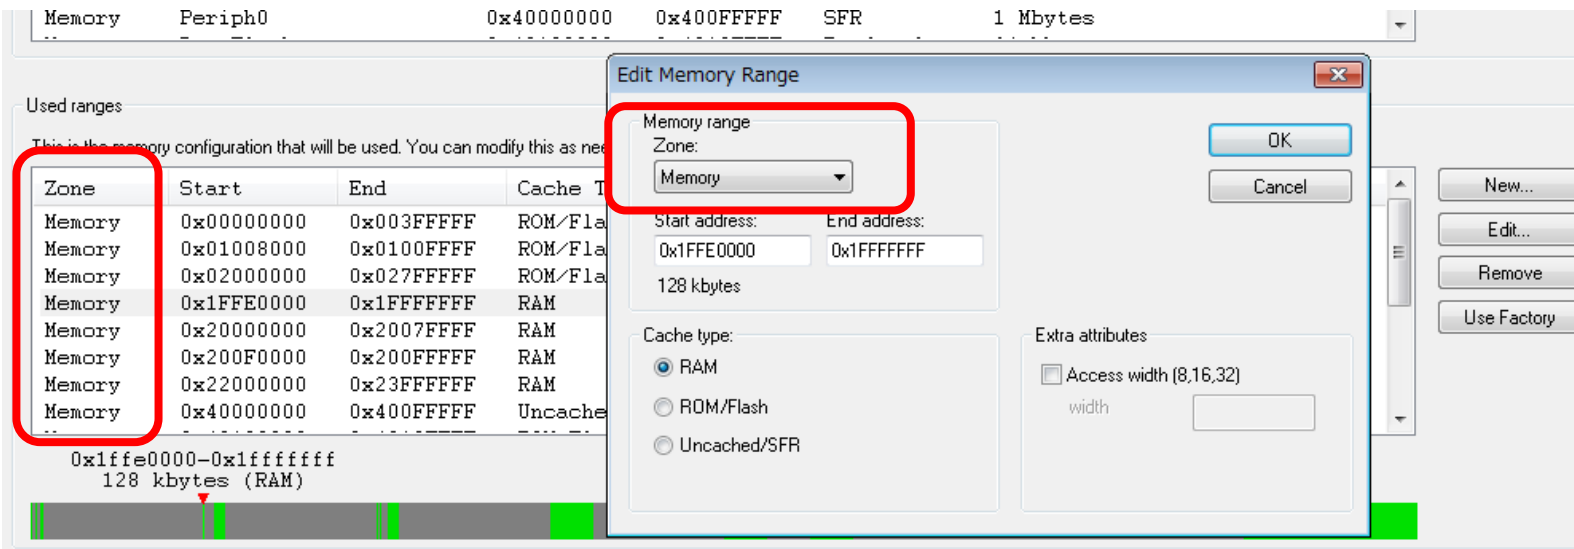 Memory Periph0 0x40000000 0x400FFFFF SFR 1 Mbytes
Edit Memory Range
Used ranges
This is the memory configuration that will be used. You can modify this as nee
Memory range
Zone:
Memory
OK
Cancel
Start address: End address:
0x1FFE0000 0x1FFFFFFF
128 kbytes
Cache type:
RAM
ROM/Flash
Uncached/SFR
Extra attributes
Access width (8,16,32)
width
Zone Start End Cache T
Memory 0x00000000 0x003FFFFF ROM/Fla
Memory 0x01008000 0x0100FFFF ROM/Fla
Memory 0x02000000 0x027FFFFF ROM/Fla
Memory 0x1FFE0000 0x1FFFFFFF RAM
Memory 0x20000000 0x2007FFFF RAM
Memory 0x200F0000 0x200FFFFF RAM
Memory 0x22000000 0x23FFFFFF RAM
Memory 0x40000000 0x400FFFFF Uncache
New...
Edit...
Remove
Use Factory
0x1ffe0000-0x1fffffff
128 kbytes (RAM)